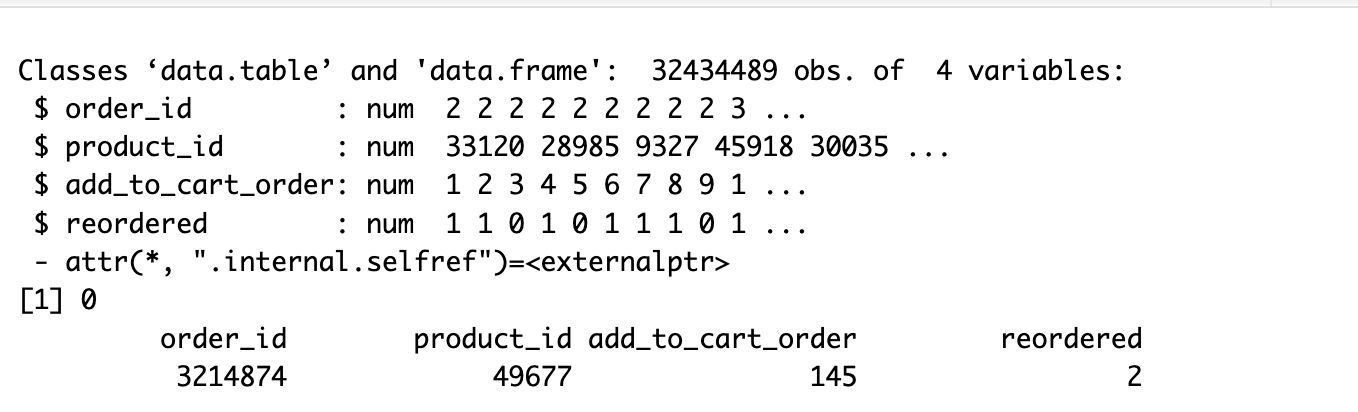 Classes ‘data.table’ and 'data.frame':  32434489 obs. of  4 variables:
 $ order_id         : num  2 2 2 2 2 2 2 2 2 3 ...
 $ product_id       : num  33120 28985 9327 45918 30035 ...
 $ add_to_cart_order: num  1 2 3 4 5 6 7 8 9 1 ...
 $ reordered        : num  1 1 0 1 0 1 1 1 0 1 ...
 - attr(*, ".internal.selfref")=<externalptr>
[1] 0
         order_id        product_id add_to_cart_order         reordered
          3214874             49677               145                 2